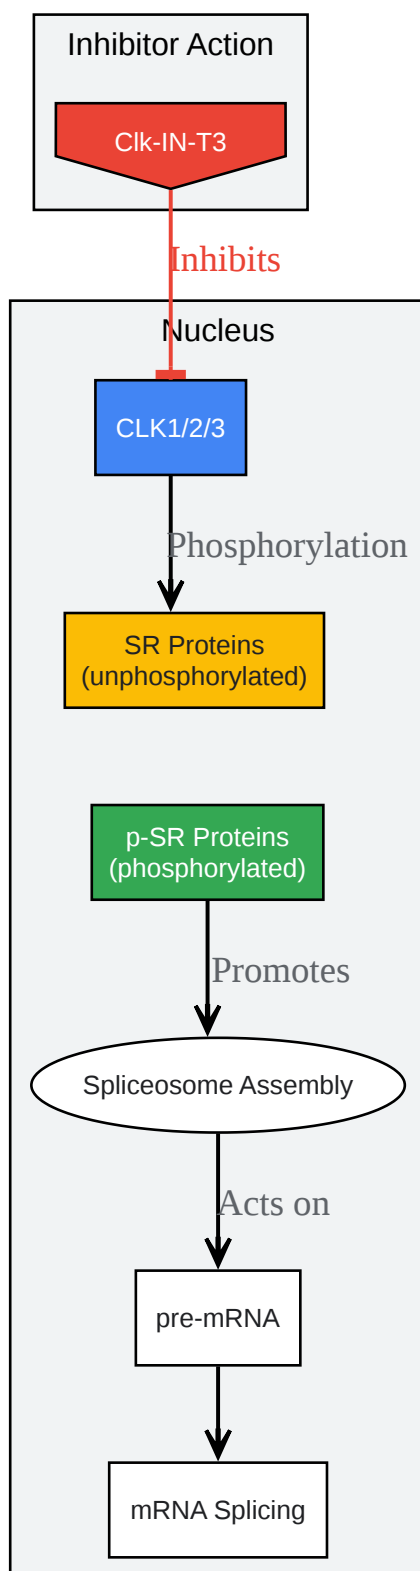 Inhibitor Action
Clk-IN-T3
Inhibits
Nucleus
CLK1/2/3
Phosphorylation
SR Proteins
(unphosphorylated)
p-SR Proteins
(phosphorylated)
Promotes
Spliceosome Assembly
Acts on
pre-mRNA
mRNA Splicing